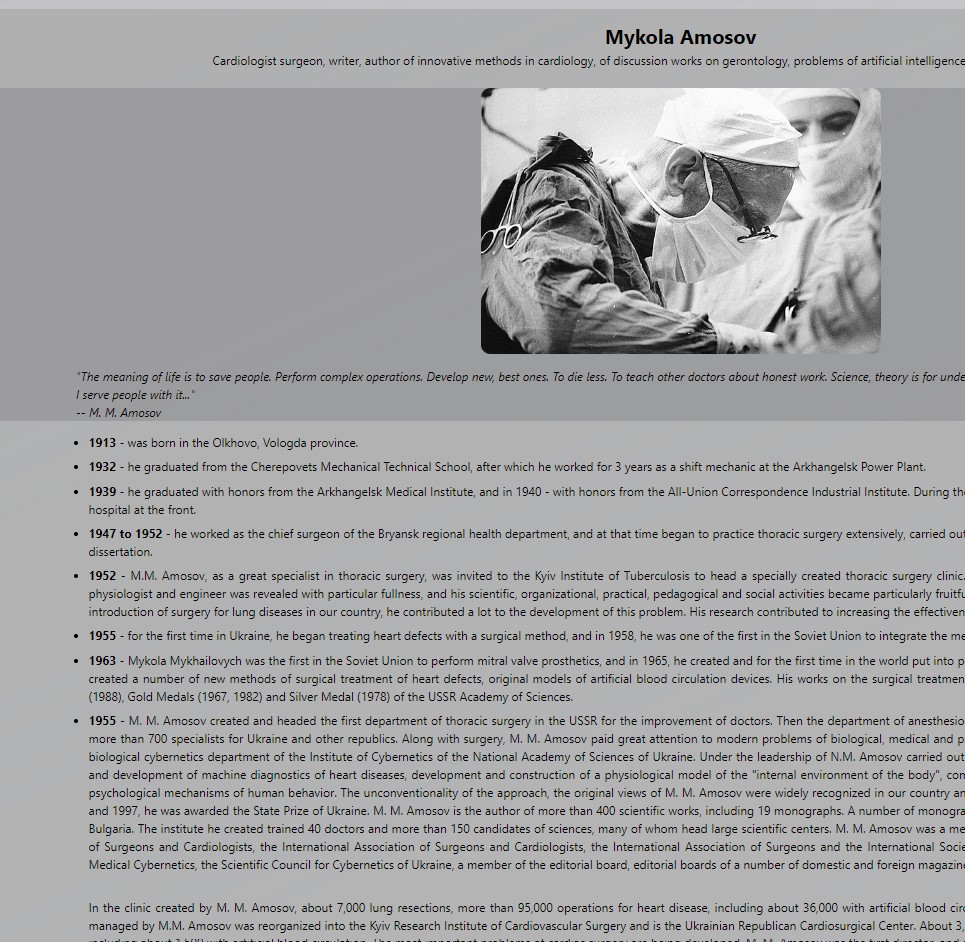 Mykola Amosov
Cardiologist surgeon, writer, author of innovative methods in cardiology, of discussion works on gerontology, problems of artificial intelligence
"The meaning of life is to save people. Perform complex operations. Develop new, best ones. To die less. To teach other doctors about honest work. Science, theory is for unde
I serve people with it..."
-- M. M. Amosov
• 1913 - was born in the Olkhovo, Vologda province.
• 1932 - he graduated from the Cherepovets Mechanical Technical School, after which he worked for 3 years as a shift mechanic at the Arkhangelsk Power Plant.
• 1939 - he graduated with honors from the Arkhangelsk Medical Institute, and in 1940 - with honors from the All-Union Correspondence Industrial Institute. During the
hospital at the front.
• 1947 to 1952 - he worked as the chief surgeon of the Bryansk regional health department, and at that time began to practice thoracic surgery extensively, carried out
dissertation.
• 1952 - M.M. Amosov, as a great specialist in thoracic surgery, was invited to the Kyiv Institute of Tuberculosis to head a specially created thoracic surgery clinic.
physiologist and engineer was revealed with particular fullness, and his scientific, organizational, practical, pedagogical and social activities became particularly fruitfu
introduction of surgery for lung diseases in our country, he contributed a lot to the development of this problem. His research contributed to increasing the effectiven
• 1955 - for the first time in Ukraine, he began treating heart defects with a surgical method, and in 1958, he was one of the first in the Soviet Union to integrate the me
• 1963 - Mykola Mykhailovych was the first in the Soviet Union to perform mitral valve prosthetics, and in 1965, he created and for the first time in the world put into p
created a number of new methods of surgical treatment of heart defects, original models of artificial blood circulation devices. His works on the surgical treatmen
(1988), Gold Medals (1967, 1982) and Silver Medal (1978) of the USSR Academy of Sciences.
• 1955 - M. M. Amosov created and headed the first department of thoracic surgery in the USSR for the improvement of doctors. Then the department of anesthesio
more than 700 specialists for Ukraine and other republics. Along with surgery, M. M. Amosov paid great attention to modern problems of biological, medical and p
biological cybernetics department of the Institute of Cybernetics of the National Academy of Sciences of Ukraine. Under the leadership of N.M. Amosov carried out
and development of machine diagnostics of heart diseases, development and construction of a physiological model of the "internal environment of the body", con
psychological mechanisms of human behavior. The unconventionality of the approach, the original views of M. M. Amosov were widely recognized in our country an
and 1997, he was awarded the State Prize of Ukraine. M. M. Amosov is the author of more than 400 scientific works, including 19 monographs. A number of monogra
Bulgaria. The institute he created trained 40 doctors and more than 150 candidates of sciences, many of whom head large scientific centers. M. M. Amosov was a me
of Surgeons and Cardiologists, the International Association of Surgeons and Cardiologists, the International Association of Surgeons and the International Socie
Medical Cybernetics, the Scientific Council for Cybernetics of Ukraine, a member of the editorial board, editorial boards of a number of domestic and foreign magazine
In the clinic created by M. M. Amosov, about 7,000 lung resections, more than 95,000 operations for heart disease, including about 36,000 with artificial blood circ
managed by M.M. Amosov was reorganized into the Kyiv Research Institute of Cardiovascular Surgery and is the Ukrainian Republican Cardiosurgical Center. About 3,